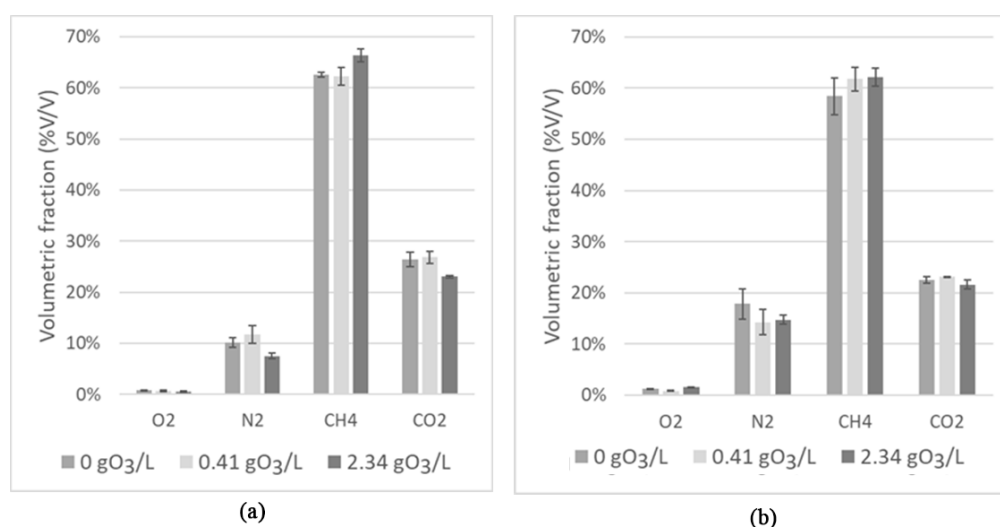 Volumetric fraction (%V/V)
70%
60%
50%
40%
30%
20%
10%
0%
O2 N2 CH4 CO2
0 gO3/L 0.41 gO3/L 2.34 gO3/L
(a)
Volumetric fraction (%V/V)
70%
60%
50%
40%
30%
20%
10%
0%
O2 N2 CH4 CO2
0 gO3/L 0.41 gO3/L 2.34 gO3/L
(b)